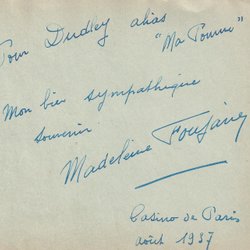 Pour Dudley alias
"Ma Pomme"
Mon bien sympathique
souvenir
Madeleine
Casino de Paris
août 1937